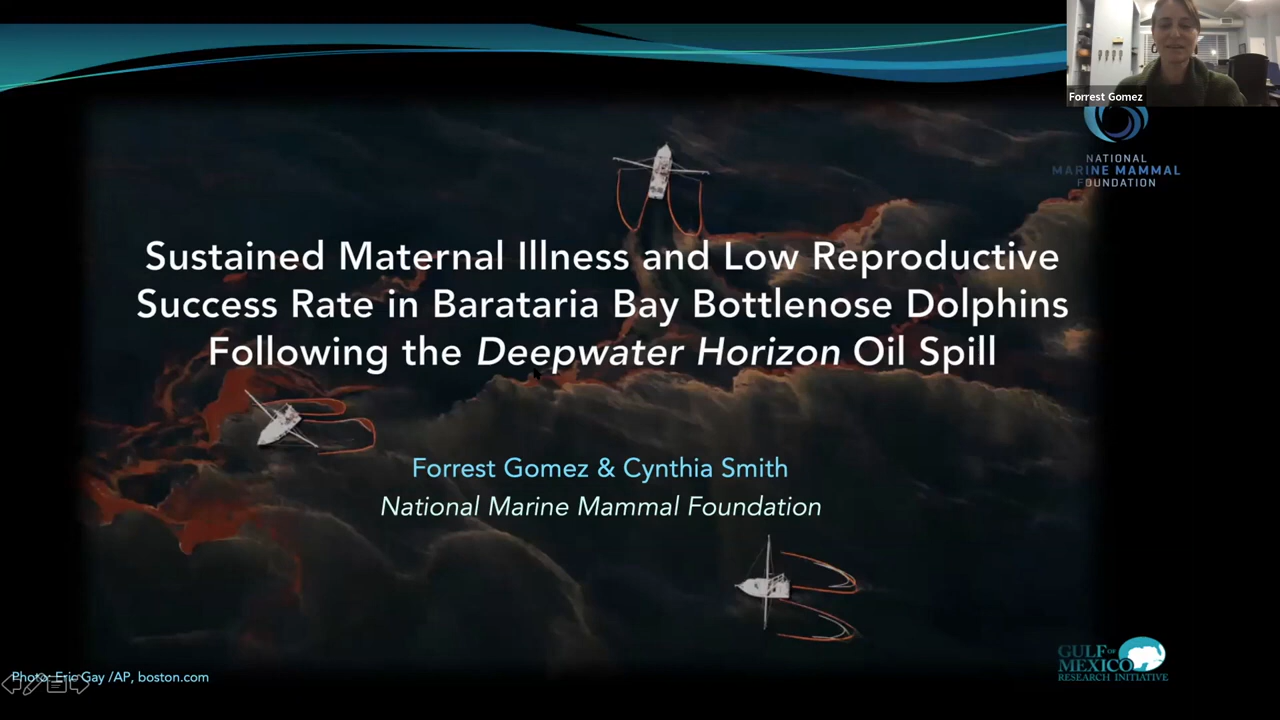 Forrest Gomez
NATIONAL
MARINE MAMMAL
FOUNDATION
Sustained Maternal Illness and Low Reproductive
Success Rate in Barataria Bay Bottlenose Dolphins
Following the Deepwater Horizon Oil Spill
Forrest Gomez & Cynthia Smith
National Marine Mammal Foundation
GULF OF
MEXICO
RESEARCH INITIATIVE
Photo: Eric Gay /AP, boston.com